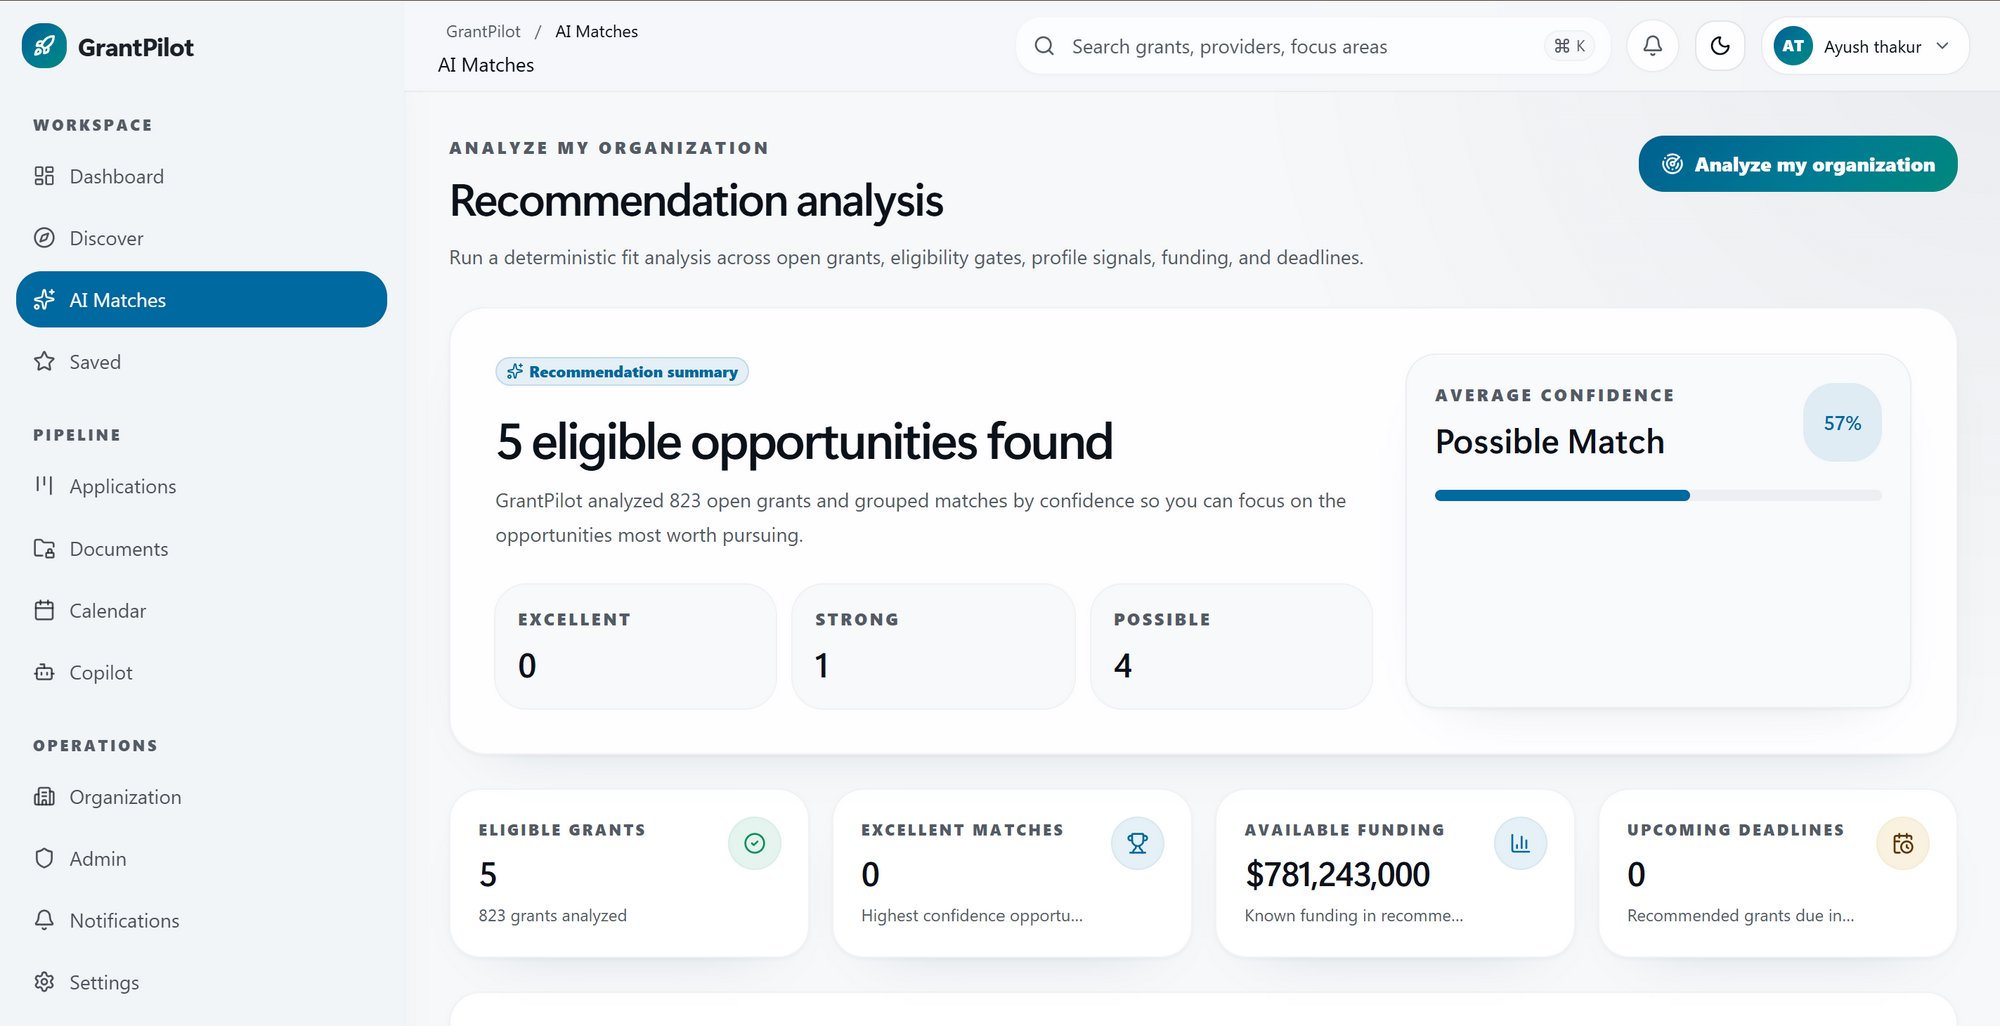 GrantPilot
WORKSPACE
Dashboard
Discover
AI Matches
Saved
PIPELINE
Applications
Documents
Calendar
Copilot
OPERATIONS
Organization
Admin
Notifications
Settings
GrantPilot / AI Matches
AI Matches
Search grants, providers, focus areas
⌘ K
AT
Ayush thakur
ANALYZE MY ORGANIZATION
Recommendation analysis
Run a deterministic fit analysis across open grants, eligibility gates, profile signals, funding, and deadlines.
Analyze my organization
Recommendation summary
5 eligible opportunities found
GrantPilot analyzed 823 open grants and grouped matches by confidence so you can focus on the
opportunities most worth pursuing.
EXCELLENT
0
STRONG
1
POSSIBLE
4
AVERAGE CONFIDENCE
Possible Match
57%
ELIGIBLE GRANTS
5
823 grants analyzed
EXCELLENT MATCHES
0
Highest confidence opportu...
AVAILABLE FUNDING
$781,243,000
Known funding in recomme...
UPCOMING DEADLINES
0
Recommended grants due in...